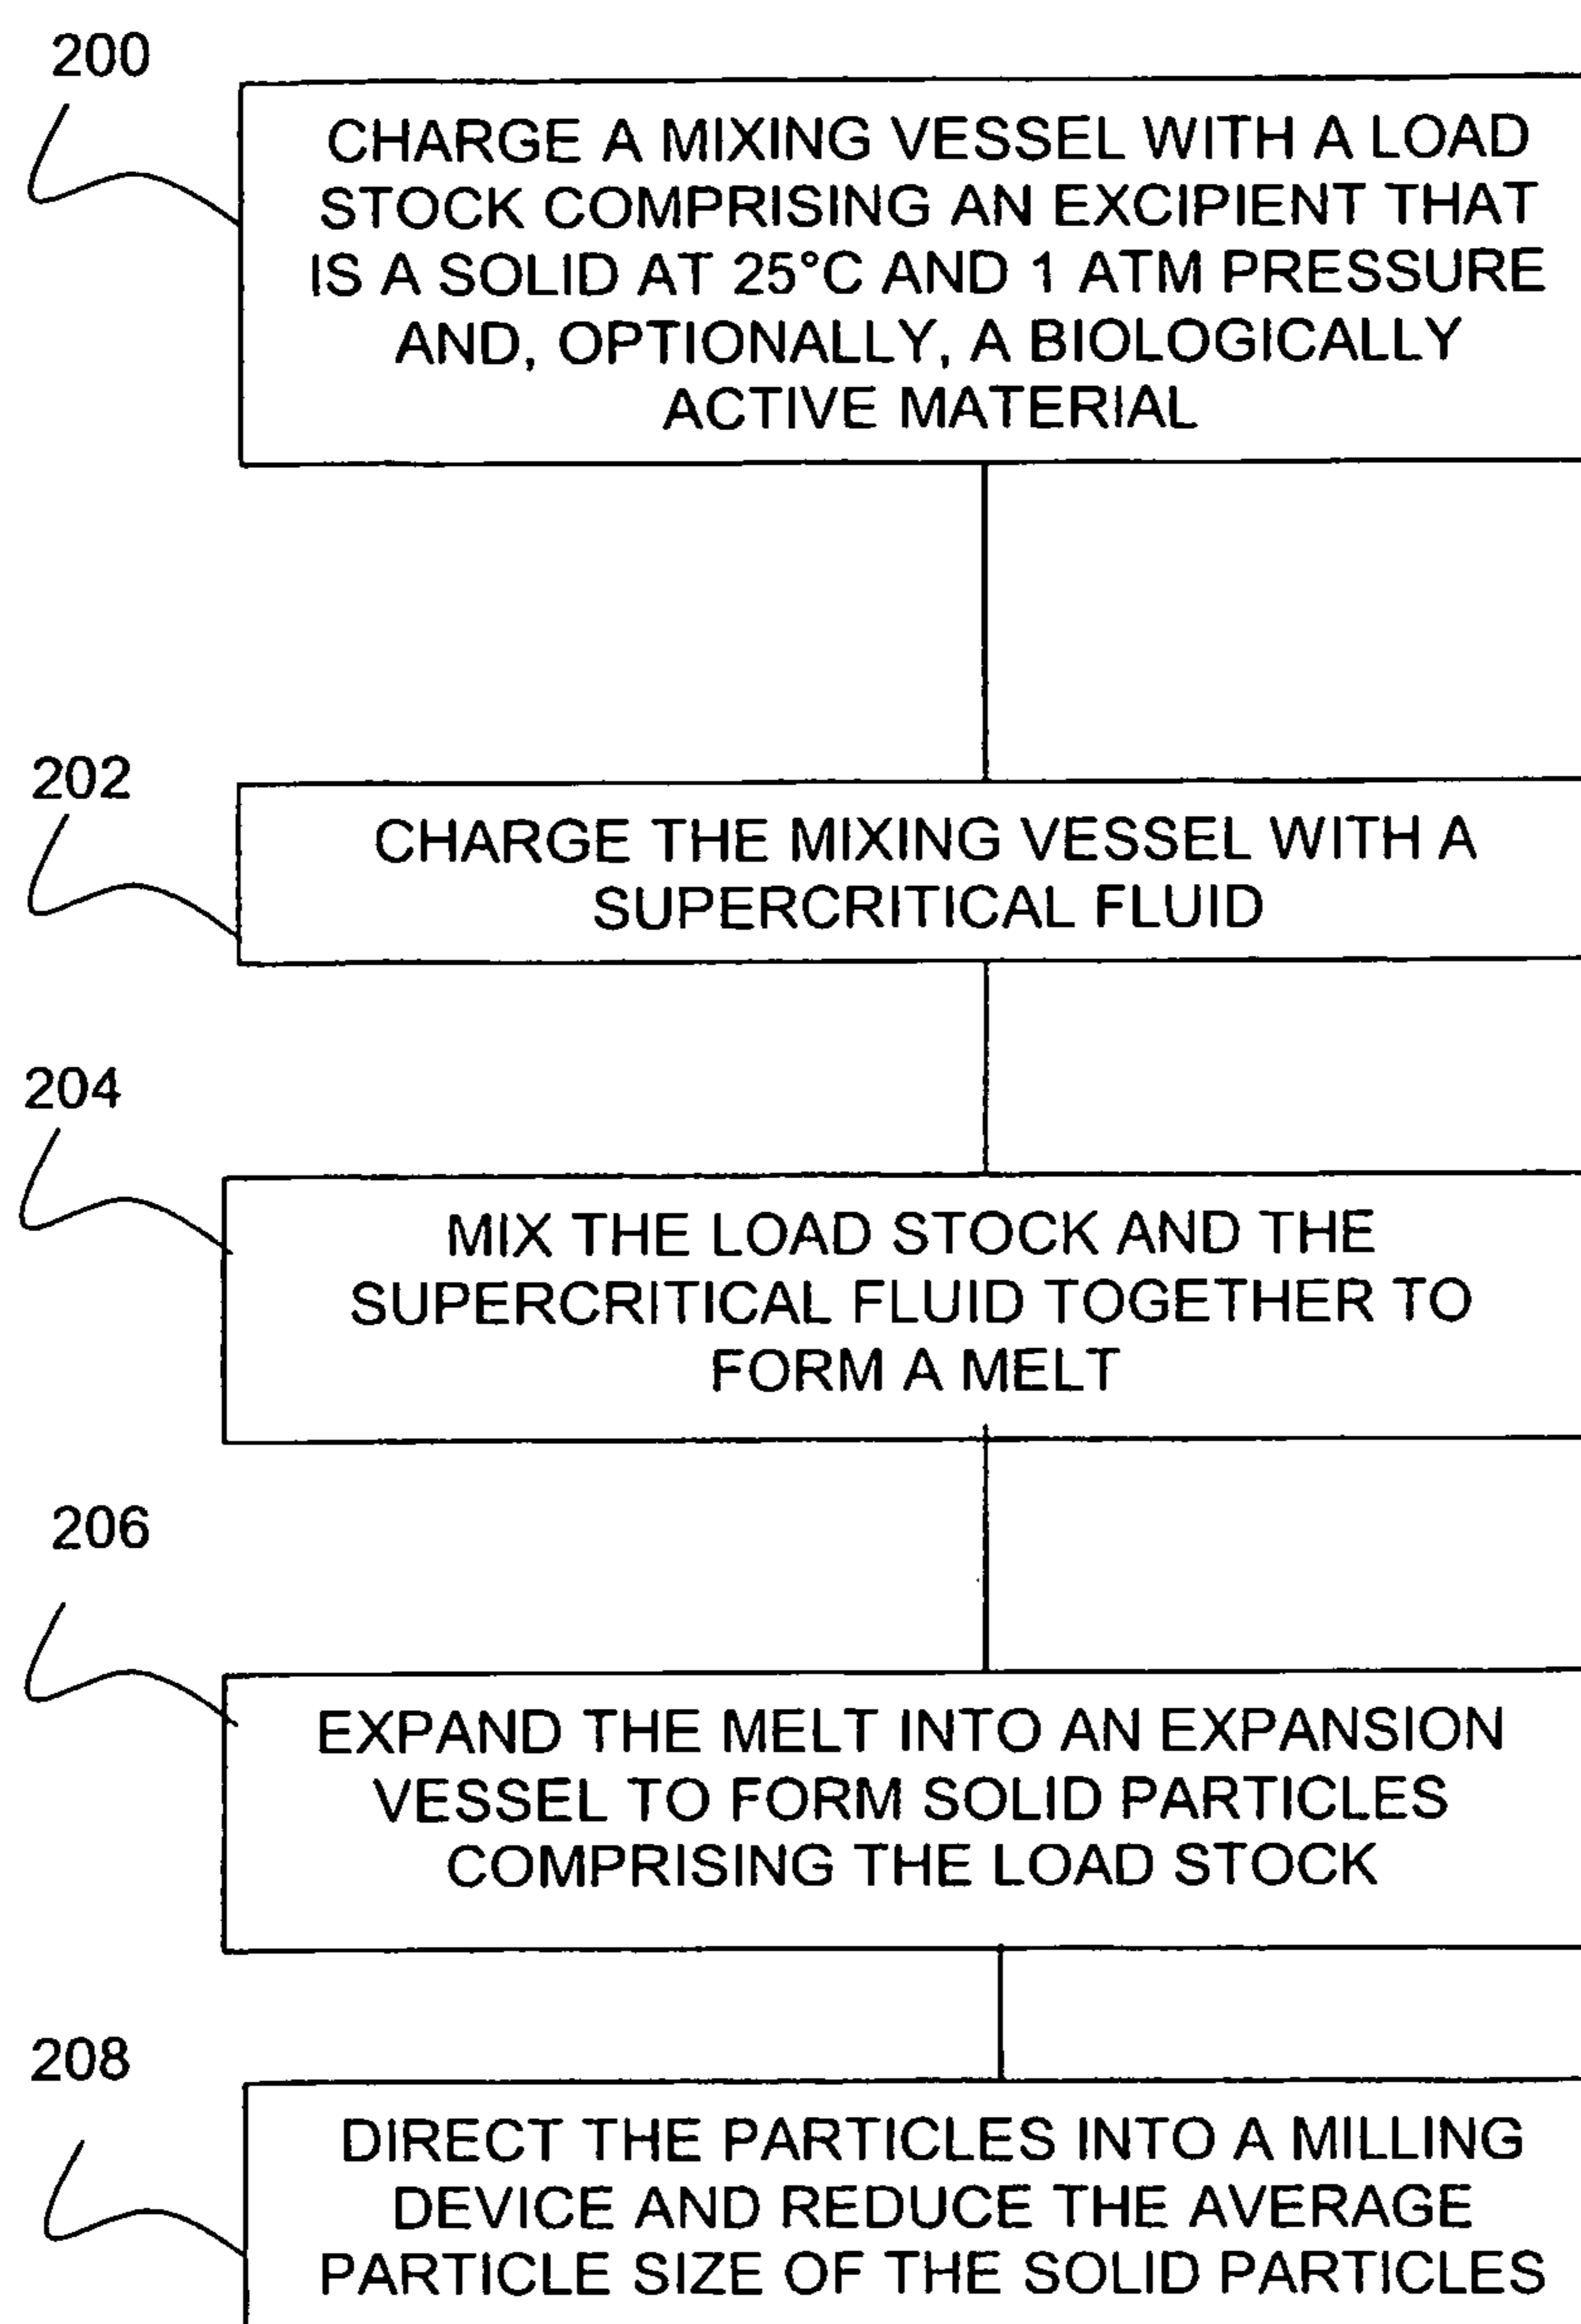 200
CHARGE A MIXING VESSEL WITH A LOAD
STOCK COMPRISING AN EXCIPIENT THAT
IS A SOLID AT 25°C AND 1 ATM PRESSURE
AND, OPTIONALLY, A BIOLOGICALLY
ACTIVE MATERIAL
202
CHARGE THE MIXING VESSEL WITH A
SUPERCRITICAL FLUID
204
MIX THE LOAD STOCK AND THE
SUPERCRITICAL FLUID TOGETHER TO
FORM A MELT
206
EXPAND THE MELT INTO AN EXPANSION
VESSEL TO FORM SOLID PARTICLES
COMPRISING THE LOAD STOCK
208
DIRECT THE PARTICLES INTO A MILLING
DEVICE AND REDUCE THE AVERAGE
PARTICLE SIZE OF THE SOLID PARTICLES